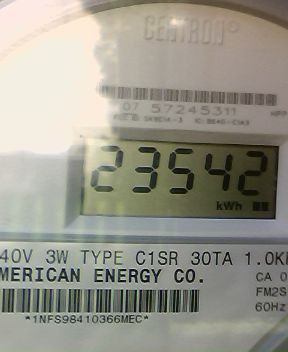 CENTRON®
07 57245311
23542
kWh
40V 3W TYPE C1SR 30TA 1.0K
MERICAN ENERGY CO.
CA 0
FM2S
60Hz
*1NFS98410366MEC*